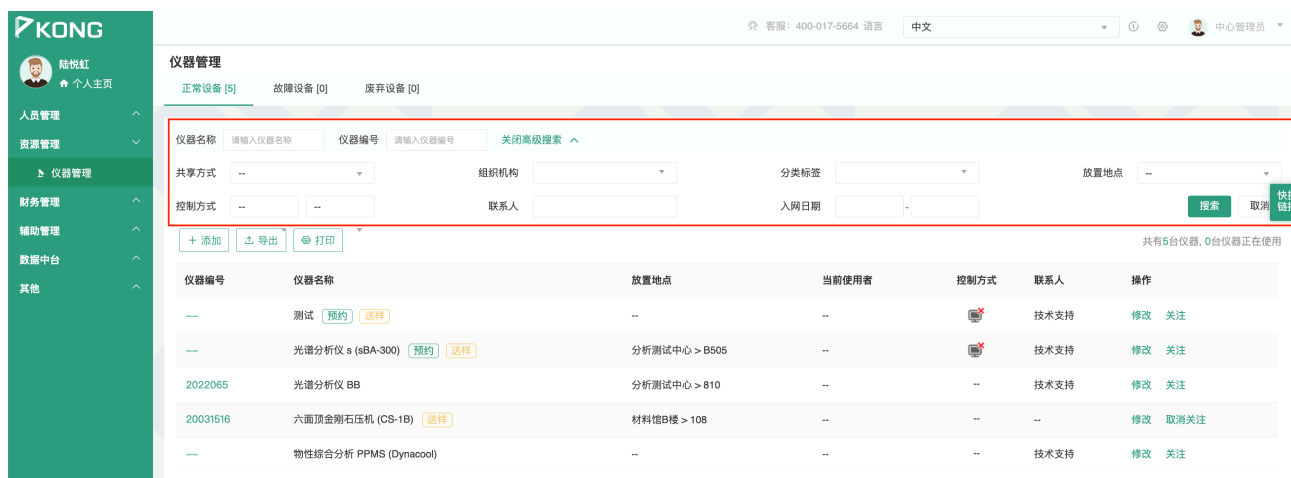 PKONG
客服：400-017-5664 语言 中文 中心管理员
陆悦虹
个人主页
人员管理
资源管理
仪器管理
财务管理
辅助管理
数据中台
其他
仪器管理
正常设备 [5] 故障设备 [0] 废弃设备 [0]
仪器名称 请输入仪器名称 仪器编号 请输入仪器编号 关闭高级搜索
共享方式 -- 组织机构 分类标签 放置地点 --
控制方式 -- -- 联系人 入网日期 - 搜索 取消
快捷
链接
+ 添加 导出 打印 共有5台仪器, 0台仪器正在使用
仪器编号 仪器名称 放置地点 当前使用者 控制方式 联系人 操作
-- 测试 预约 送样 -- -- 技术支持 修改 关注
-- 光谱分析仪 s (sBA-300) 预约 送样 分析测试中心 > B505 -- 技术支持 修改 关注
2022065 光谱分析仪 BB 分析测试中心 > 810 -- -- 技术支持 修改 关注
20031516 六面顶金刚石压机 (CS-1B) 送样 材料馆B楼 > 108 -- -- -- 修改 取消关注
-- 物性综合分析 PPMS (Dynacool) -- -- -- 技术支持 修改 关注